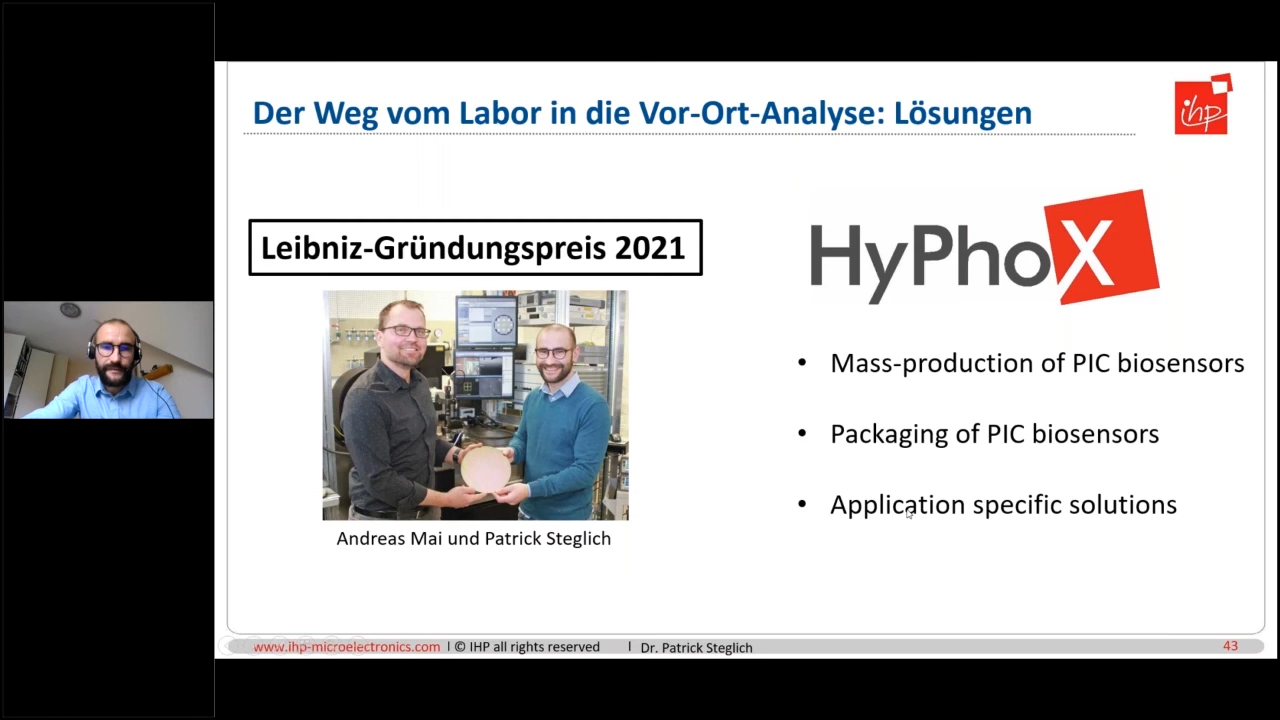 Der Weg vom Labor in die Vor-Ort-Analyse: Lösungen
ihp
Leibniz-Gründungspreis 2021
HyPhoX
• Mass-production of PIC biosensors
• Packaging of PIC biosensors
• Application specific solutions
Andreas Mai und Patrick Steglich
www.ihp-microelectronics.com I © IHP all rights reserved I Dr. Patrick Steglich 43